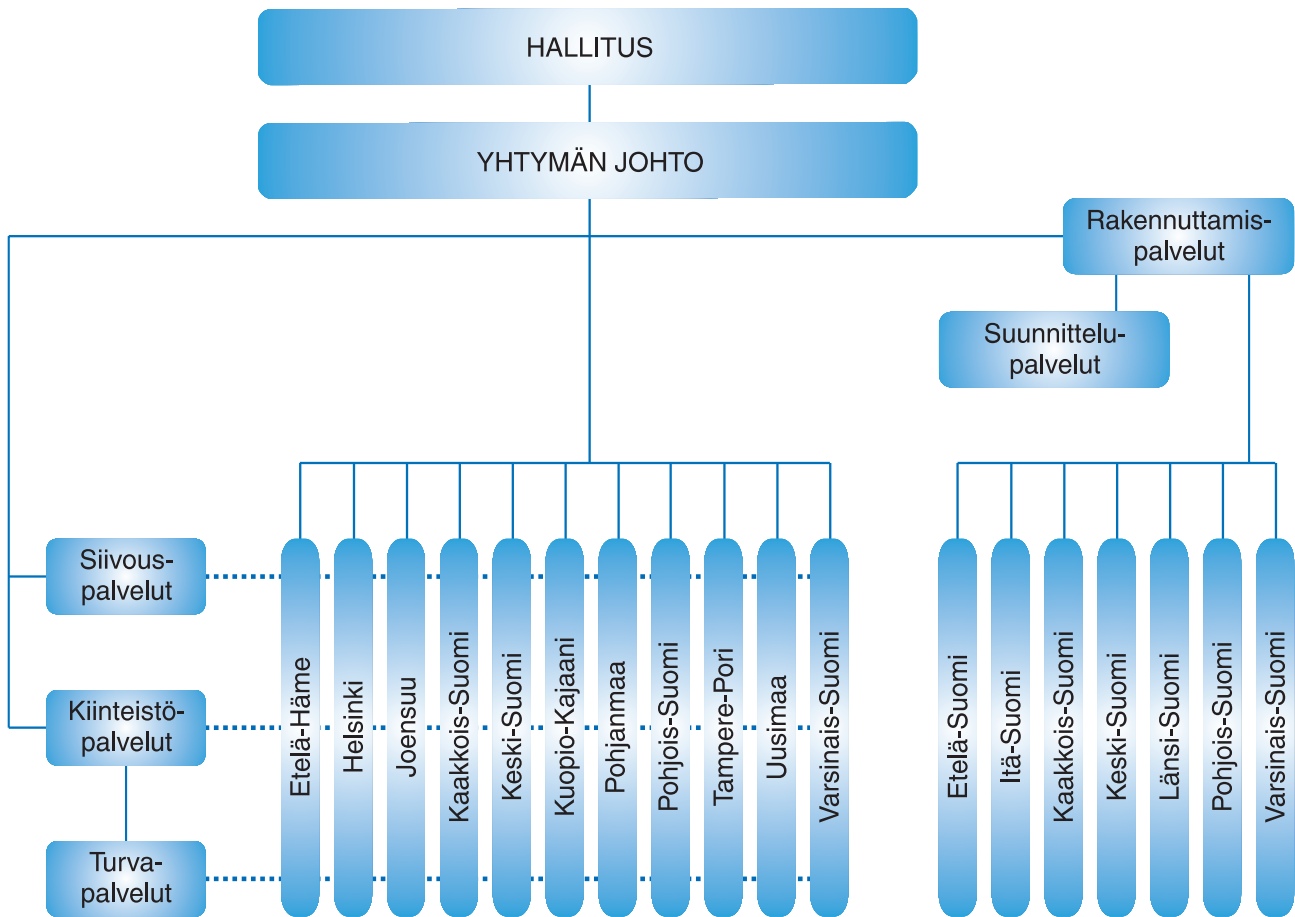 HALLITUS
YHTYMÄN JOHTO
Rakennuttamis-
palvelut
Suunnittelu-
palvelut
Siivous-
palvelut
Kiinteistö-
palvelut
Turva-
palvelut
Etelä-Häme
Helsinki
Joensuu
Kaakkois-Suomi
Keski-Suomi
Kuopio-Kajaani
Pohjanmaa
Pohjois-Suomi
Tampere-Pori
Uusimaa
Varsinais-Suomi
Etelä-Suomi
Itä-Suomi
Kaakkois-Suomi
Keski-Suomi
Länsi-Suomi
Pohjois-Suomi
Varsinais-Suomi